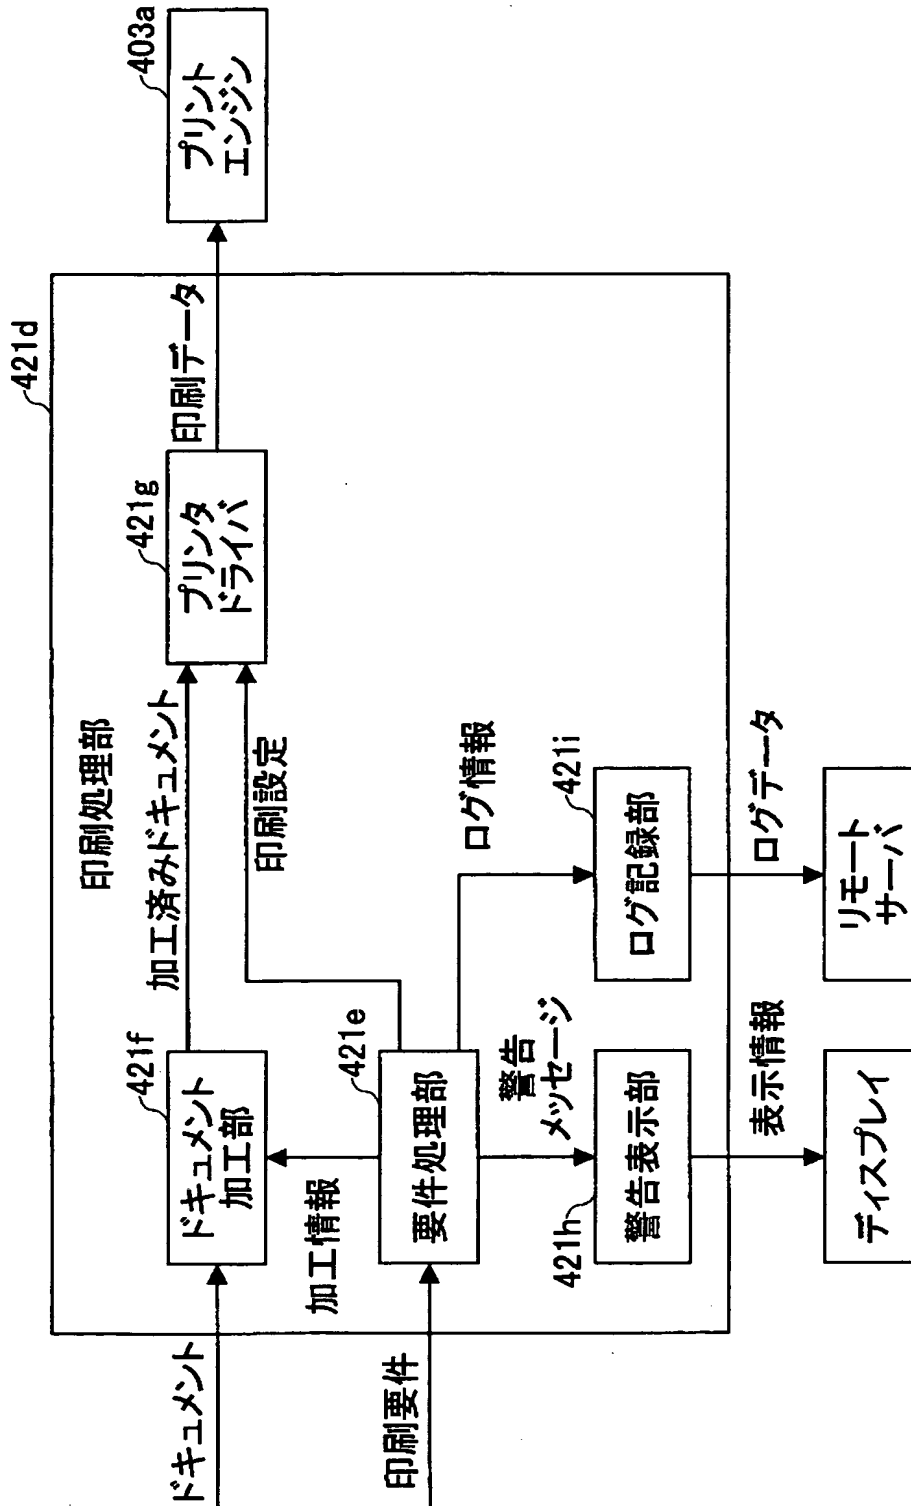 421d
印刷処理部
ドキュメント
421f
ドキュメント
加工部
加工済みドキュメント
421g
プリンタ
ドライバ
印刷データ
403a
プリント
エンジン
加工情報
印刷設定
印刷要件
421e
要件処理部
警告
メッセージ
ログ情報
421h
警告表示部
421i
ログ記録部
表示情報
ログデータ
ディスプレイ
リモート
サーバ